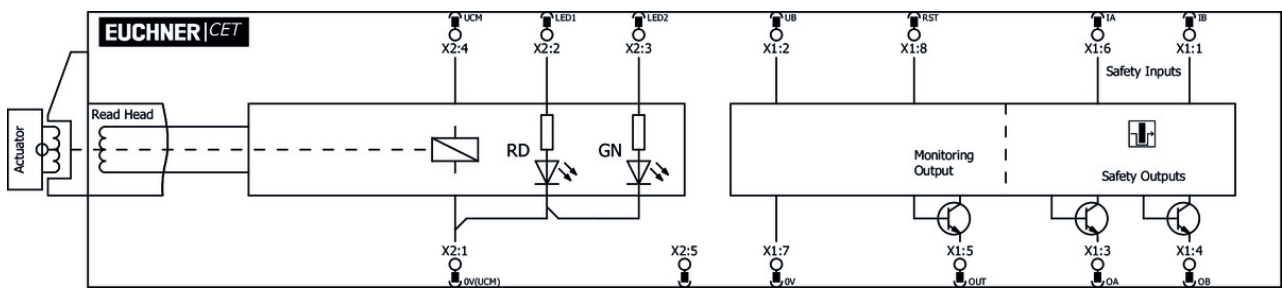 UCM LED1 LED2 UB RST IA IB
EUCHNER CET
X2:4 X2:2 X2:3 X1:2 X1:8 X1:6 X1:1
Safety Inputs
Read Head
Actuator
RD GN
Monitoring
Output
Safety Outputs
X2:1 X2:5 X1:7 X1:5 X1:3 X1:4
0V(UCM) 0V OUT OA OB